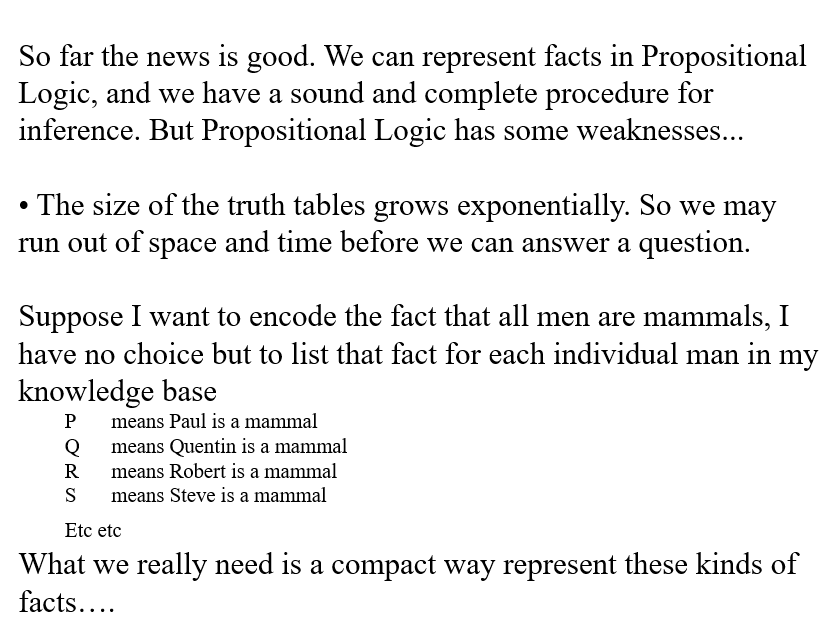 So far the news is good. We can represent facts in Propositional
Logic, and we have a sound and complete procedure for
inference. But Propositional Logic has some weaknesses...
• The size of the truth tables grows exponentially. So we may
run out of space and time before we can answer a question.
Suppose I want to encode the fact that all men are mammals, I
have no choice but to list that fact for each individual man in my
knowledge base
P means Paul is a mammal
Q means Quentin is a mammal
R means Robert is a mammal
S means Steve is a mammal
Etc etc
What we really need is a compact way represent these kinds of
facts….